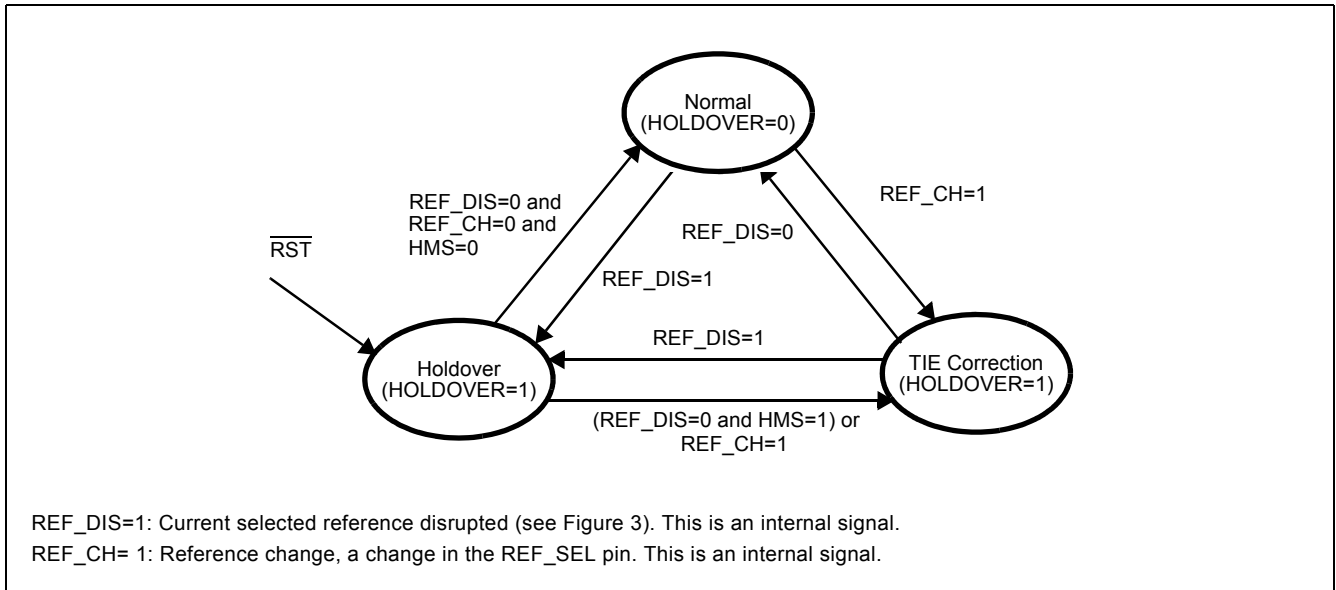 Normal
(HOLDOVER=0)
REF_DIS=0 and
REF_CH=0 and
HMS=0
REF_CH=1
REF_DIS=0
RST
REF_DIS=1
REF_DIS=1
Holdover
(HOLDOVER=1)
TIE Correction
(HOLDOVER=1)
(REF_DIS=0 and HMS=1) or
REF_CH=1
REF_DIS=1: Current selected reference disrupted (see Figure 3). This is an internal signal.
REF_CH= 1: Reference change, a change in the REF_SEL pin. This is an internal signal.